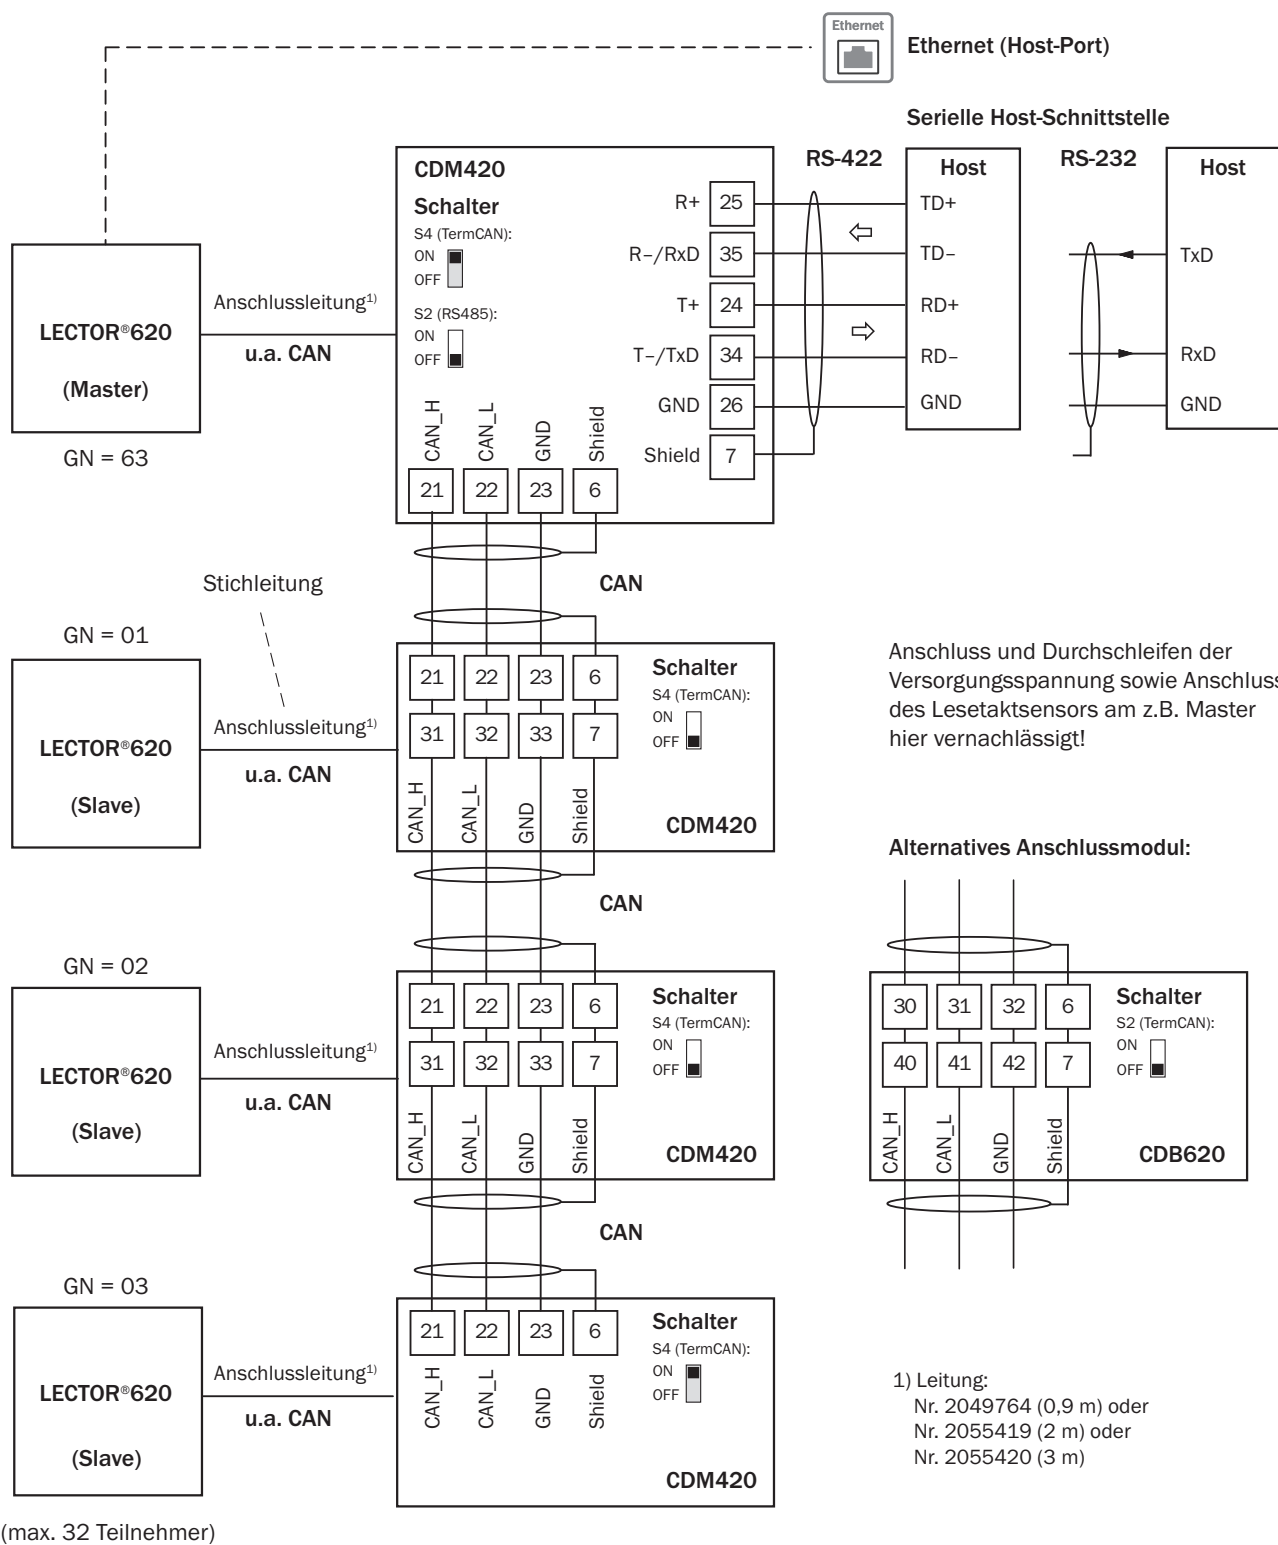 Ethernet
Ethernet (Host-Port)
Serielle Host-Schnittstelle
RS-422
RS-232
CDM420
Schalter
S4 (TermCAN):
ON
OFF
S2 (RS485):
ON
OFF
R+ 25
R–/RxD 35
T+ 24
T–/TxD 34
GND 26
Shield 7
Host
TD+
TD–
RD+
RD–
GND
Host
TxD
RxD
GND
LECTOR®620
(Master)
GN = 63
Anschlussleitung1)
u.a. CAN
CAN_H
CAN_L
GND
Shield
21 22 23 6
CAN
Stichleitung
GN = 01
LECTOR®620
(Slave)
Anschlussleitung1)
u.a. CAN
21 22 23 6
31 32 33 7
CAN_H
CAN_L
GND
Shield
Schalter
S4 (TermCAN):
ON
OFF
CDM420
Anschluss und Durchschleifen der
Versorgungsspannung sowie Anschluss
des Lesetaktsensors am z.B. Master
hier vernachlässigt!
CAN
GN = 02
LECTOR®620
(Slave)
Anschlussleitung1)
u.a. CAN
21 22 23 6
31 32 33 7
CAN_H
CAN_L
GND
Shield
Schalter
S4 (TermCAN):
ON
OFF
CDM420
Alternatives Anschlussmodul:
30 31 32 6
40 41 42 7
CAN_H
CAN_L
GND
Shield
Schalter
S2 (TermCAN):
ON
OFF
CDB620
CAN
GN = 03
LECTOR®620
(Slave)
Anschlussleitung1)
u.a. CAN
21 22 23 6
CAN_H
CAN_L
GND
Shield
Schalter
S4 (TermCAN):
ON
OFF
CDM420
1) Leitung:
Nr. 2049764 (0,9 m) oder
Nr. 2055419 (2 m) oder
Nr. 2055420 (3 m)
(max. 32 Teilnehmer)